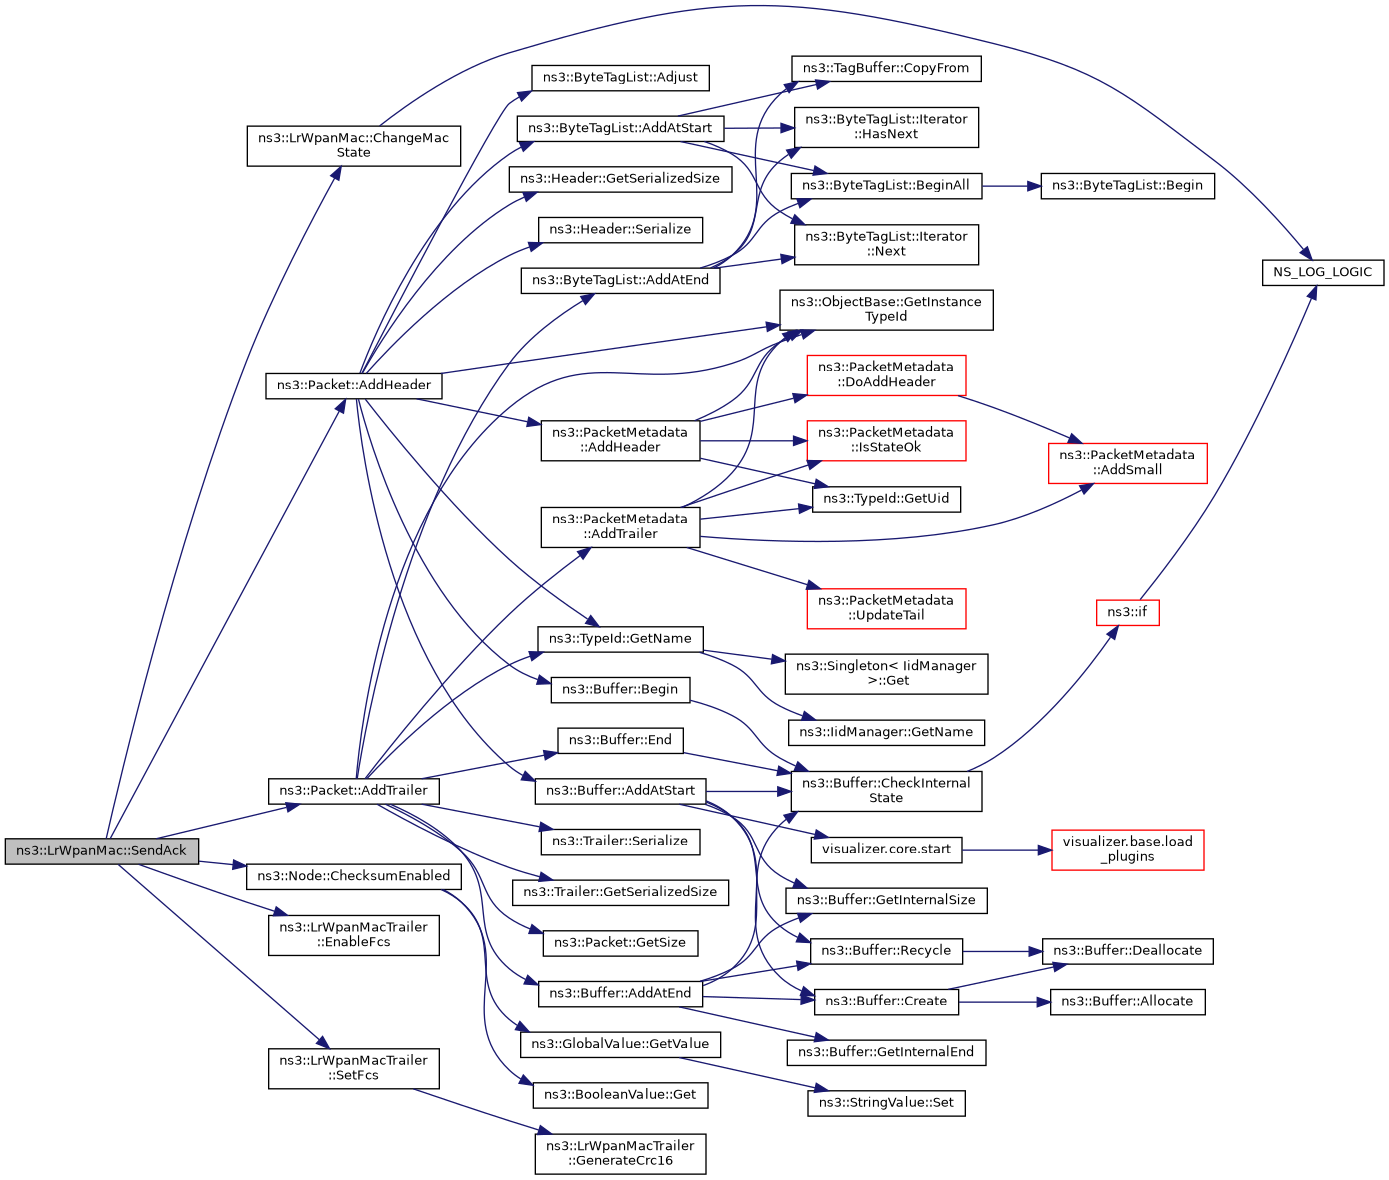 ns3::LrWpanMac::SendAck
ns3::LrWpanMac::ChangeMac
State
ns3::Packet::AddHeader
ns3::Packet::AddTrailer
ns3::Node::ChecksumEnabled
ns3::LrWpanMacTrailer
::EnableFcs
ns3::LrWpanMacTrailer
::SetFcs
ns3::ByteTagList::Adjust
ns3::ByteTagList::AddAtStart
ns3::Header::GetSerializedSize
ns3::Header::Serialize
ns3::ByteTagList::AddAtEnd
ns3::PacketMetadata
::AddHeader
ns3::PacketMetadata
::AddTrailer
ns3::TypeId::GetName
ns3::Buffer::Begin
ns3::Buffer::End
ns3::Buffer::AddAtStart
ns3::Trailer::Serialize
ns3::Trailer::GetSerializedSize
ns3::Packet::GetSize
ns3::Buffer::AddAtEnd
ns3::GlobalValue::GetValue
ns3::BooleanValue::Get
ns3::LrWpanMacTrailer
::GenerateCrc16
ns3::TagBuffer::CopyFrom
ns3::ByteTagList::Iterator
::HasNext
ns3::ByteTagList::BeginAll
ns3::ByteTagList::Iterator
::Next
ns3::ObjectBase::GetInstance
TypeId
ns3::PacketMetadata
::DoAddHeader
ns3::PacketMetadata
::IsStateOk
ns3::TypeId::GetUid
ns3::PacketMetadata
::UpdateTail
ns3::Singleton< IidManager
>::Get
ns3::IidManager::GetName
ns3::Buffer::CheckInternal
State
visualizer.core.start
ns3::Buffer::GetInternalSize
ns3::Buffer::Recycle
ns3::Buffer::Create
ns3::Buffer::GetInternalEnd
ns3::StringValue::Set
ns3::ByteTagList::Begin
ns3::PacketMetadata
::AddSmall
ns3::if
visualizer.base.load
_plugins
ns3::Buffer::Deallocate
ns3::Buffer::Allocate
NS_LOG_LOGIC